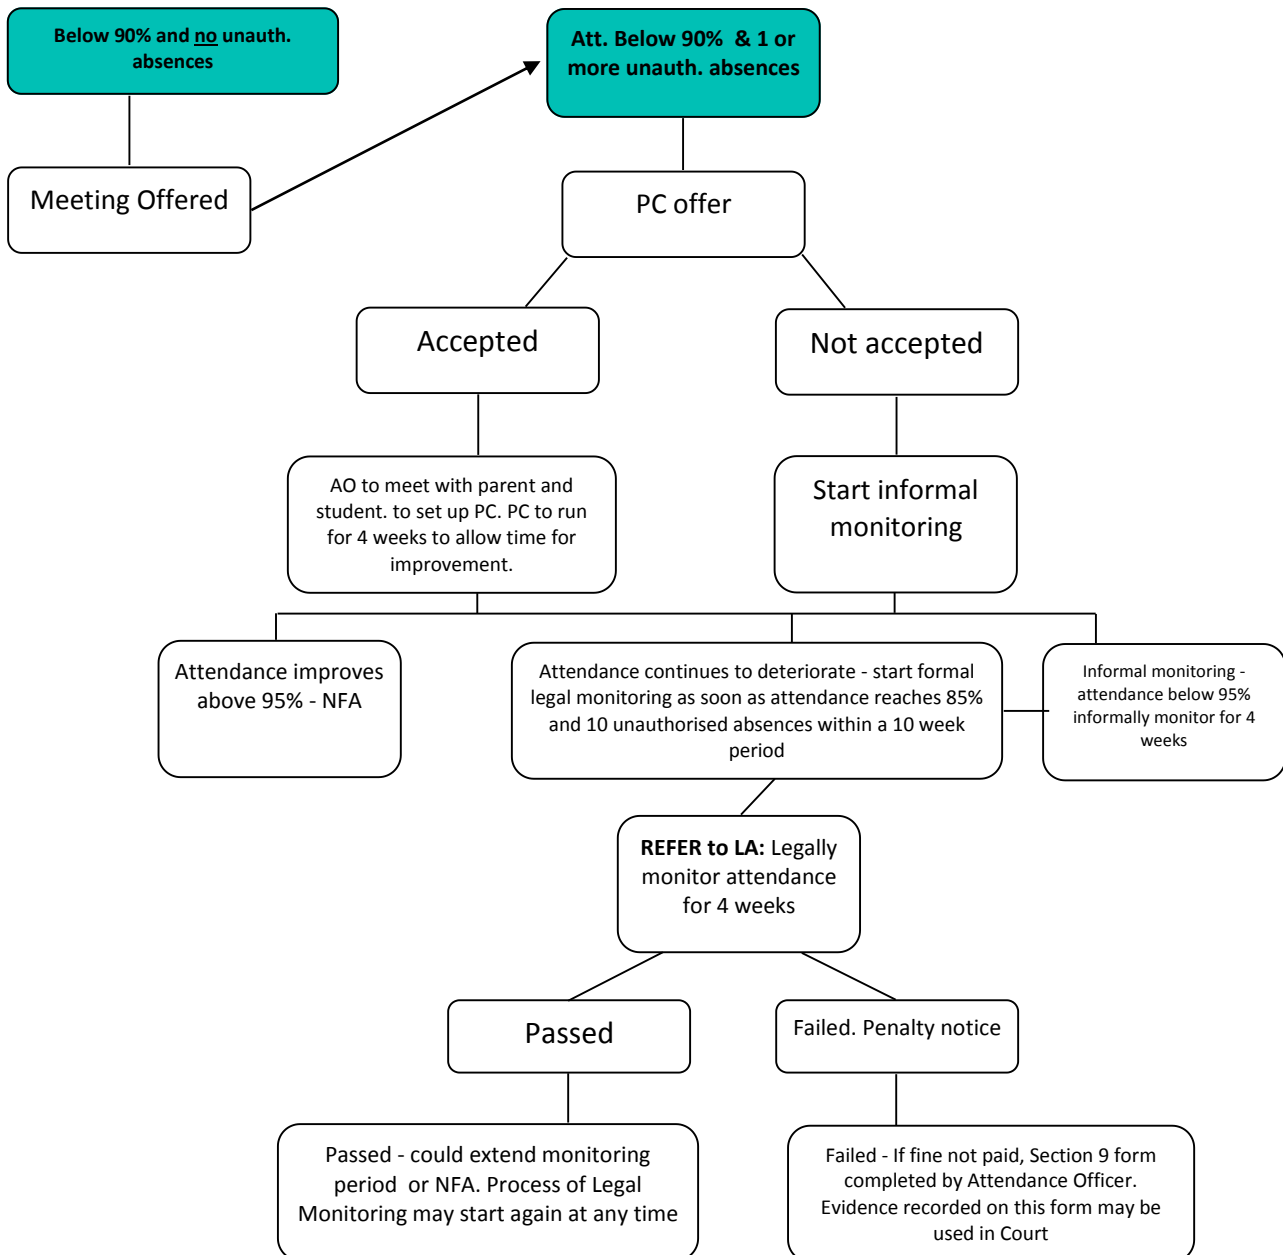 Below 90% and no unauth.
absences
Att. Below 90% & 1 or
more unauth. absences
Meeting Offered
PC offer
Accepted
Not accepted
AO to meet with parent and
student. to set up PC. PC to run
for 4 weeks to allow time for
improvement.
Start informal
monitoring
Attendance improves
above 95% - NFA
Attendance continues to deteriorate - start formal
legal monitoring as soon as attendance reaches 85%
and 10 unauthorised absences within a 10 week
period
Informal monitoring -
attendance below 95%
informally monitor for 4
weeks
REFER to LA: Legally
monitor attendance
for 4 weeks
Passed
Failed. Penalty notice
Passed - could extend monitoring
period or NFA. Process of Legal
Monitoring may start again at any time
Failed - If fine not paid, Section 9 form
completed by Attendance Officer.
Evidence recorded on this form may be
used in Court